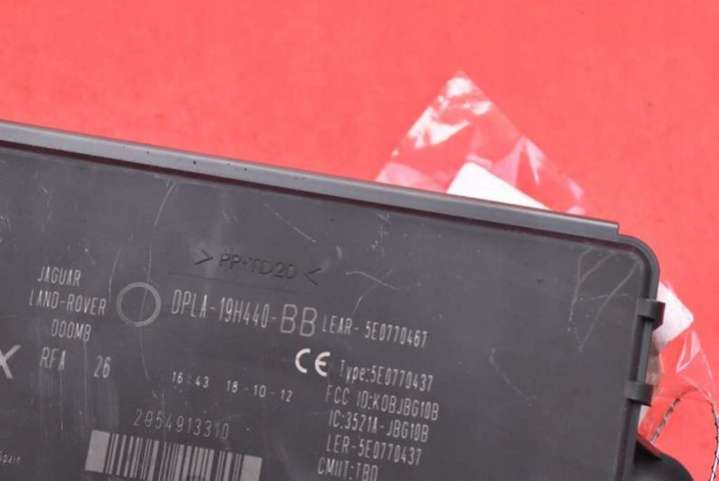 > PP+TD20 <
JAGUAR
LAND-ROVER
DPLA-19H440-BB LEAR- 5E0770467
X RFA 26
CE Type:5E0770437
16:43 18-10-12
FCC ID:KOBJBG10B
IC:3521A-JBG10B
2954913310
LER-5E0770437
CMIIT:TBD
Spain